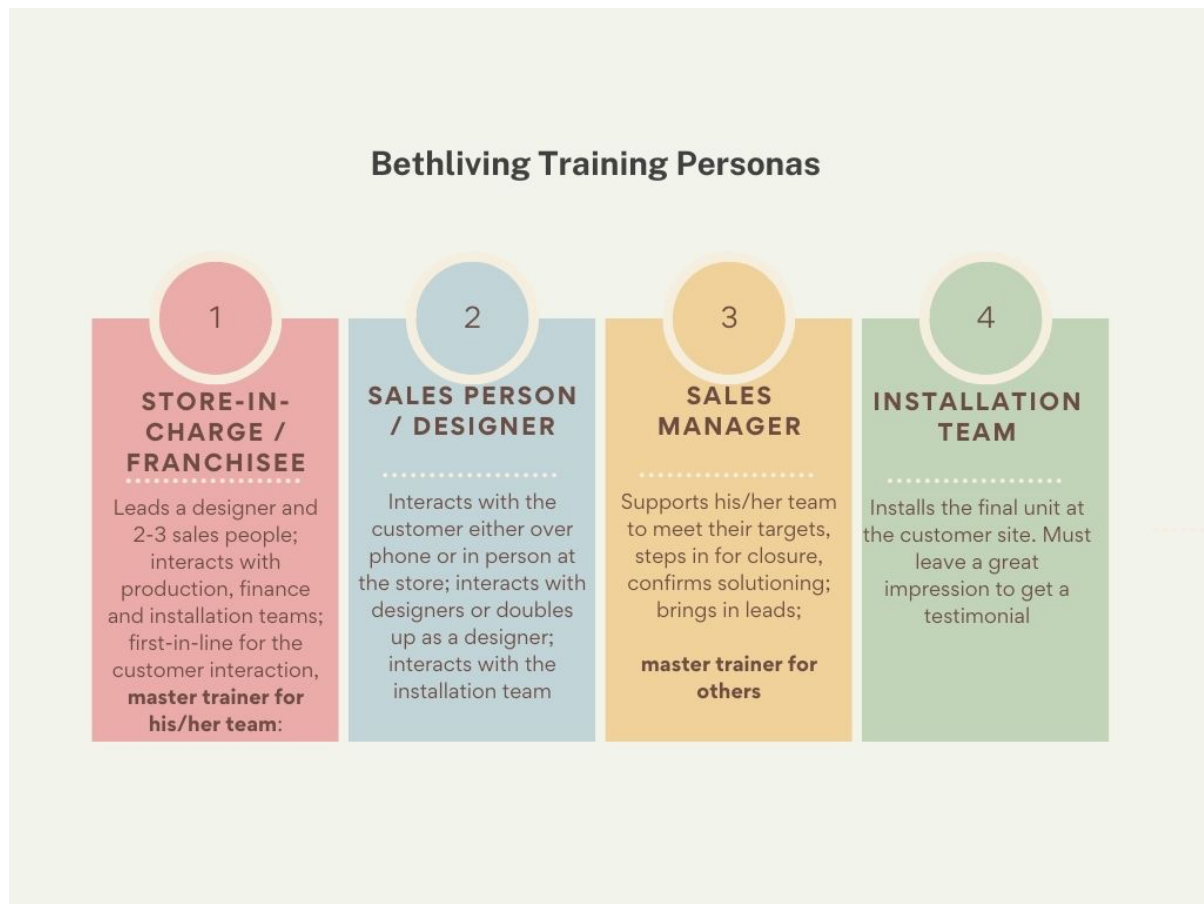 Bethliving Training Personas
1
STORE-IN-
CHARGE /
FRANCHISEE
Leads a designer and
2-3 sales people;
interacts with
production, finance
and installation teams;
first-in-line for the
customer interaction,
master trainer for
his/her team:
2
SALES PERSON
/ DESIGNER
Interacts with the
customer either over
phone or in person at
the store; interacts with
designers or doubles
up as a designer;
interacts with the
installation team
3
SALES
MANAGER
Supports his/her team
to meet their targets,
steps in for closure,
confirms solutioning;
brings in leads;
master trainer for
others
4
INSTALLATION
TEAM
Installs the final unit at
the customer site. Must
leave a great
impression to get a
testimonial